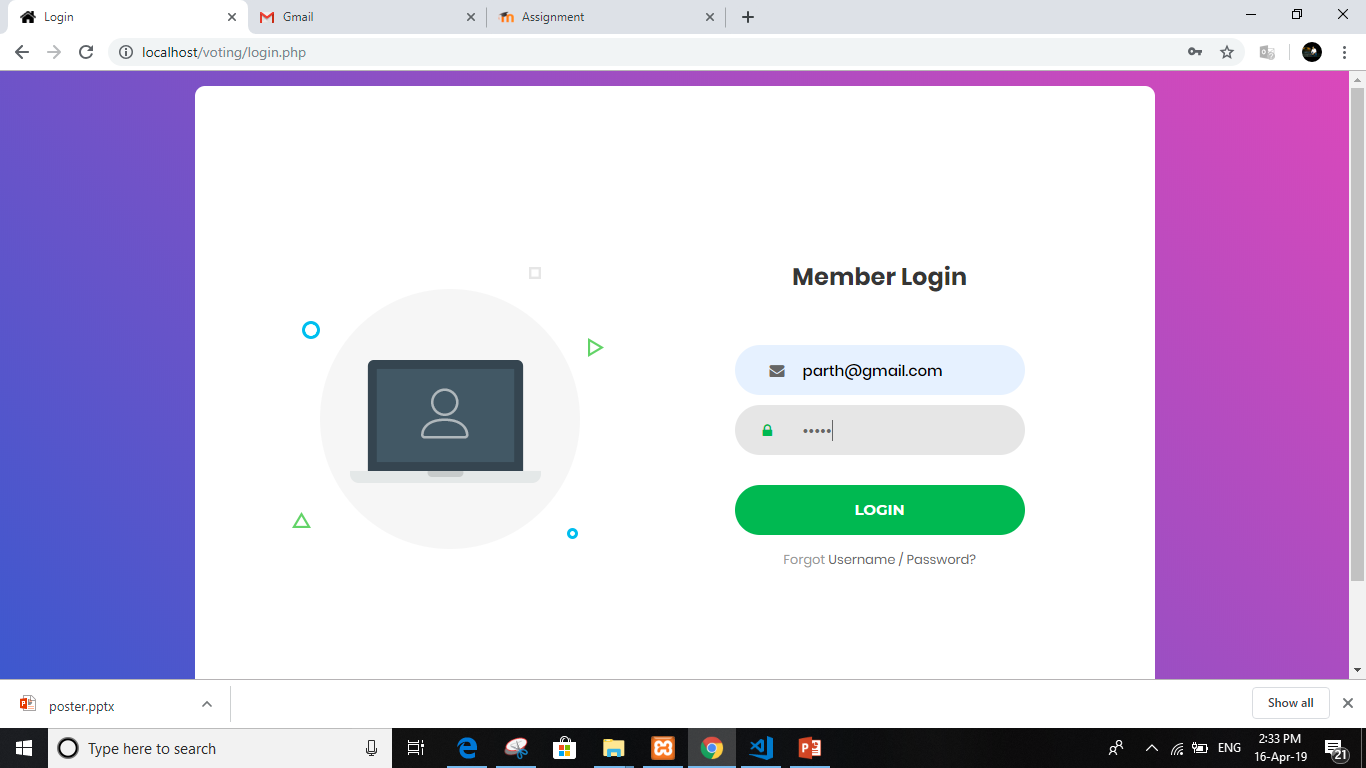 Login
Gmail
Assignment
localhost/voting/login.php
Member Login
parth@gmail.com
•••••
LOGIN
Forgot Username / Password?
poster.pptx
Show all
Type here to search
ENG
2:33 PM
16-Apr-19
21